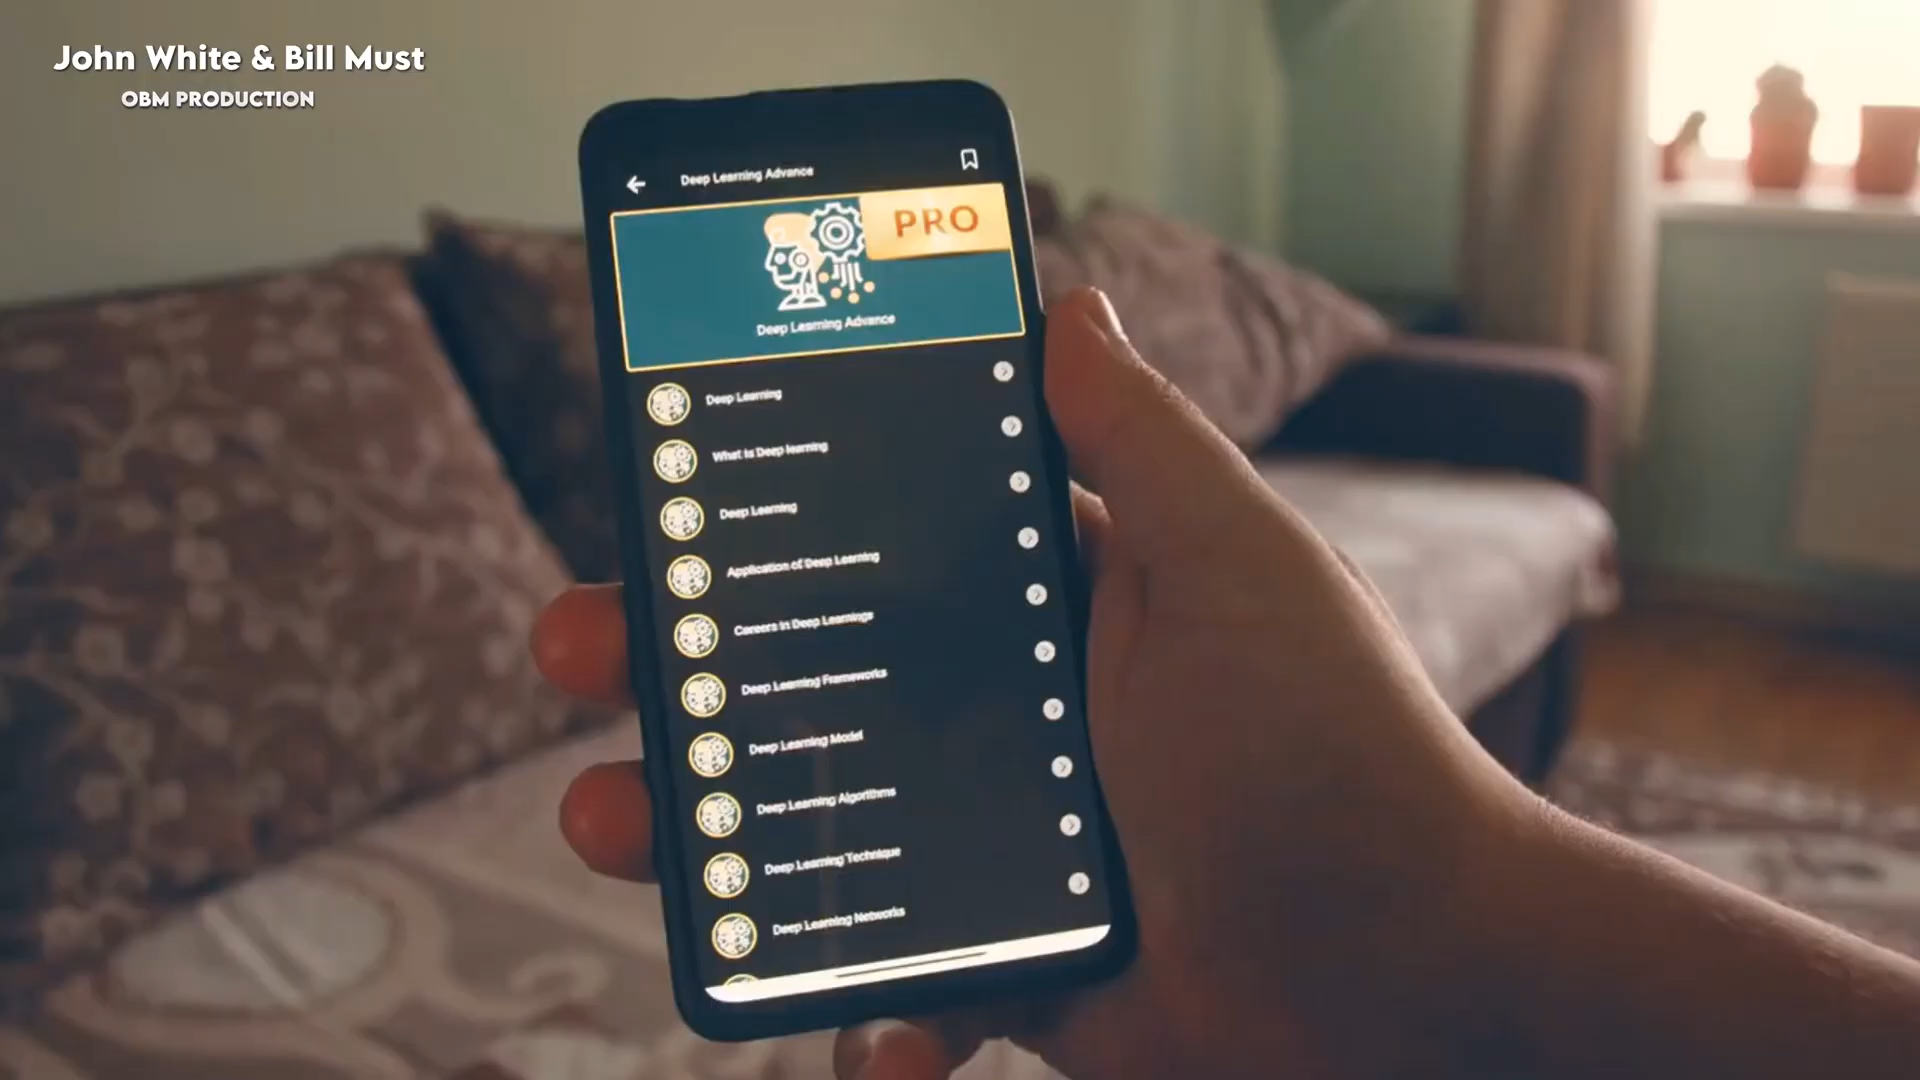 John White & Bill Must
OBM PRODUCTION
Deep Learning Advance
PRO
Deep Learning Advance
Deep Learning
What is Deep learning
Deep Learning
Application of Deep Learning
Careers in Deep Learnings
Deep Learning Frameworks
Deep Learning Model
Deep Learning Algorithms
Deep Learning Technique
Deep Learning Networks